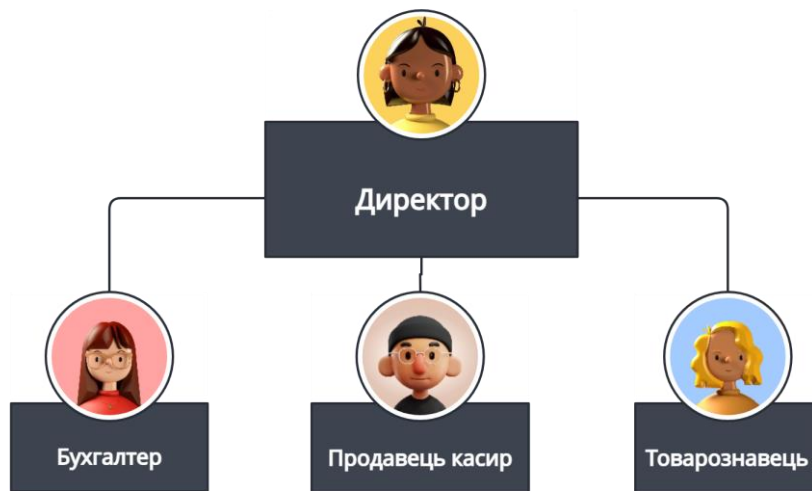 Директор
Бухгалтер
Продавець касир
Товарознавець